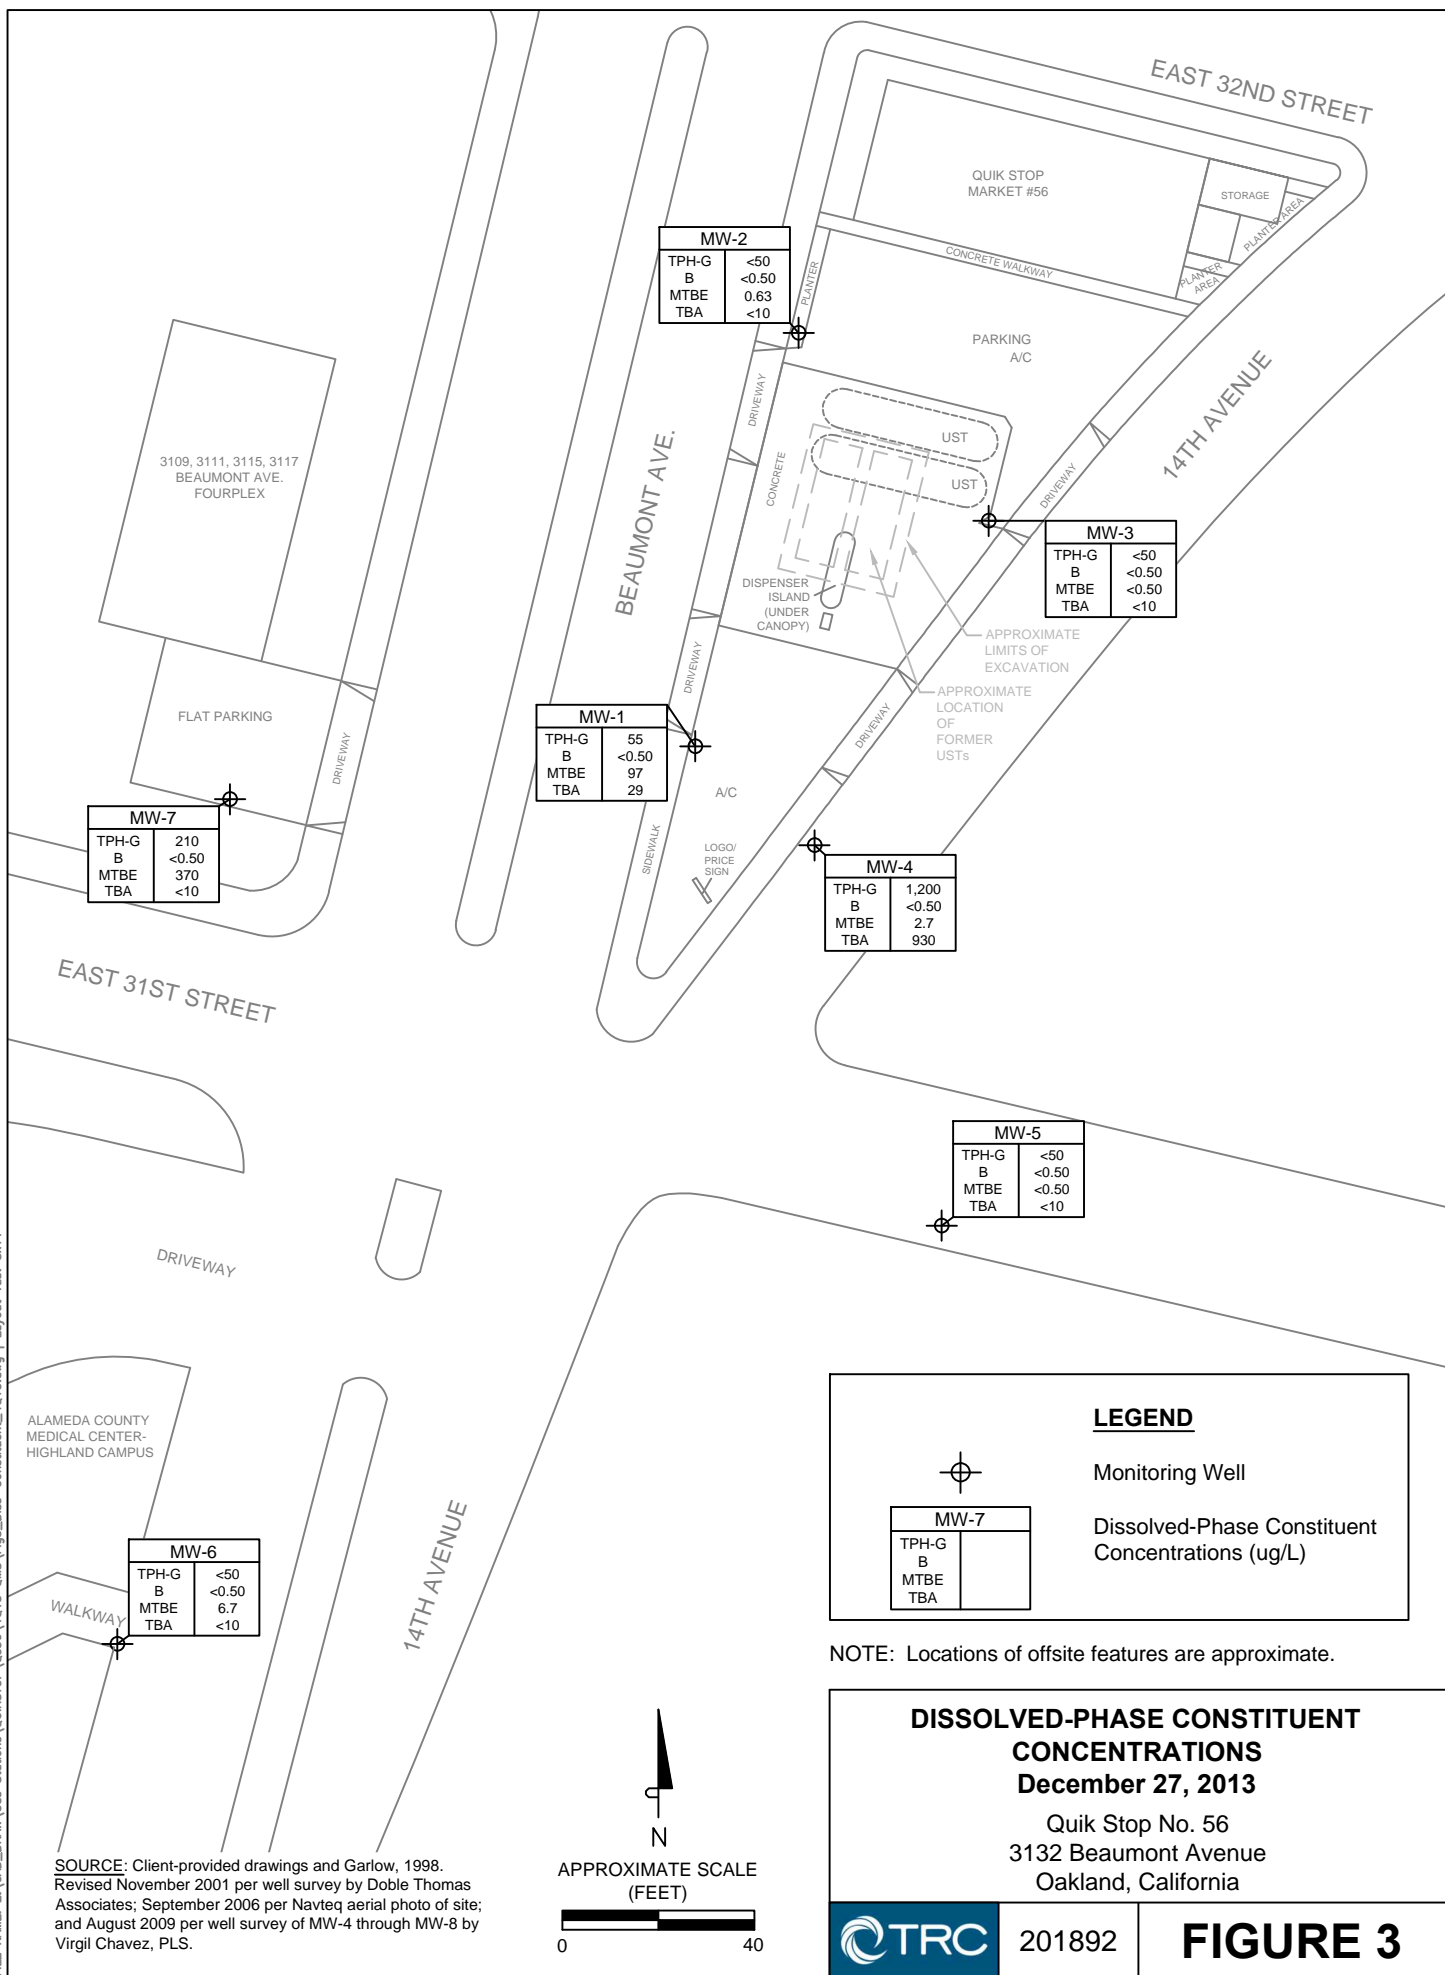 EAST 32ND STREET
QUIK STOP
MARKET #56
STORAGE
PLANTER AREA
PLANTER
AREA
CONCRETE WALKWAY
PLANTER
MW-2
TPH-G <50
B <0.50
MTBE 0.63
TBA <10
PARKING
A/C
14TH AVENUE
DRIVEWAY
UST
UST
CONCRETE
DRIVEWAY
BEAUMONT AVE.
3109, 3111, 3115, 3117
BEAUMONT AVE.
FOURPLEX
MW-3
TPH-G <50
B <0.50
MTBE <0.50
TBA <10
DISPENSER
ISLAND
(UNDER
CANOPY)
APPROXIMATE
LIMITS OF
EXCAVATION
APPROXIMATE
LOCATION
OF
FORMER
USTs
DRIVEWAY
DRIVEWAY
FLAT PARKING
DRIVEWAY
MW-1
TPH-G 55
B <0.50
MTBE 97
TBA 29
A/C
MW-7
TPH-G 210
B <0.50
MTBE 370
TBA <10
SIDEWALK
LOGO/
PRICE
SIGN
MW-4
TPH-G 1,200
B <0.50
MTBE 2.7
TBA 930
EAST 31ST STREET
MW-5
TPH-G <50
B <0.50
MTBE <0.50
TBA <10
DRIVEWAY
ALAMEDA COUNTY
MEDICAL CENTER-
HIGHLAND CAMPUS
14TH AVENUE
MW-6
TPH-G <50
B <0.50
MTBE 6.7
TBA <10
WALKWAY
LEGEND
Monitoring Well
MW-7
TPH-G
B
MTBE
TBA
Dissolved-Phase Constituent
Concentrations (ug/L)
NOTE: Locations of offsite features are approximate.
SOURCE: Client-provided drawings and Garlow, 1998.
Revised November 2001 per well survey by Doble Thomas
Associates; September 2006 per Navteq aerial photo of site;
and August 2009 per well survey of MW-4 through MW-8 by
Virgil Chavez, PLS.
N
APPROXIMATE SCALE
(FEET)
0 40
DISSOLVED-PHASE CONSTITUENT
CONCENTRATIONS
December 27, 2013
Quik Stop No. 56
3132 Beaumont Avenue
Oakland, California
TRC
201892
FIGURE 3